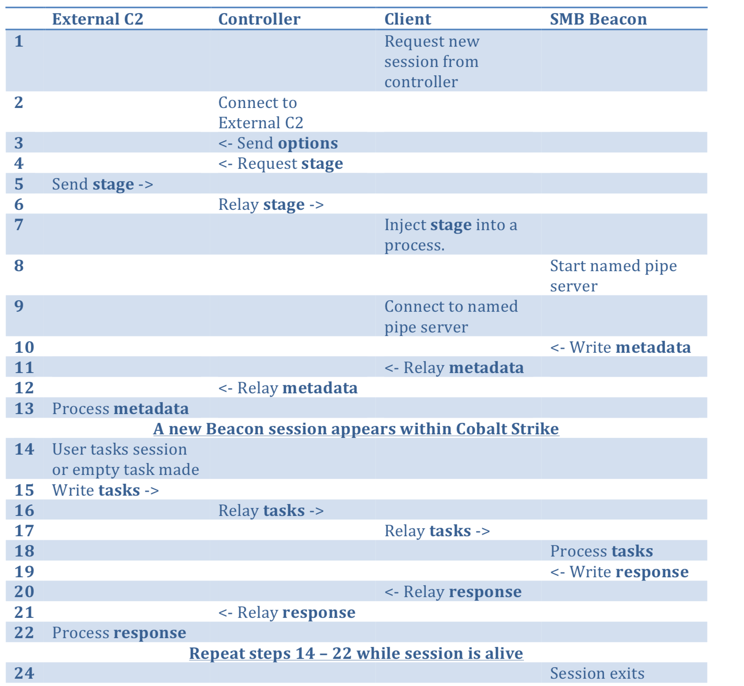 External C2 Controller Client SMB Beacon
1 Request new
session from
controller
2 Connect to
External C2
3 <- Send options
4 <- Request stage
5 Send stage ->
6 Relay stage ->
7 Inject stage into a
process.
8 Start named pipe
server
9 Connect to named
pipe server
10 <- Write metadata
11 <- Relay metadata
12 <- Relay metadata
13 Process metadata
A new Beacon session appears within Cobalt Strike
14 User tasks session
or empty task made
15 Write tasks ->
16 Relay tasks ->
17 Relay tasks ->
18 Process tasks
19 <- Write response
20 <- Relay response
21 <- Relay response
22 Process response
Repeat steps 14 – 22 while session is alive
24 Session exits